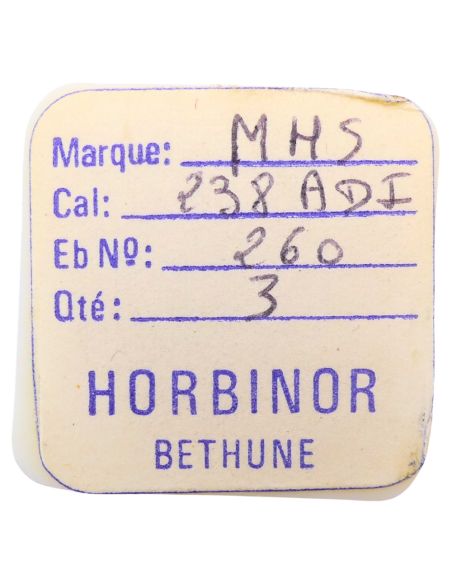 Marque: MHS
Cal: 238 ADI
Eb Nº: 260
Qté: 3
HORBINOR
BETHUNE